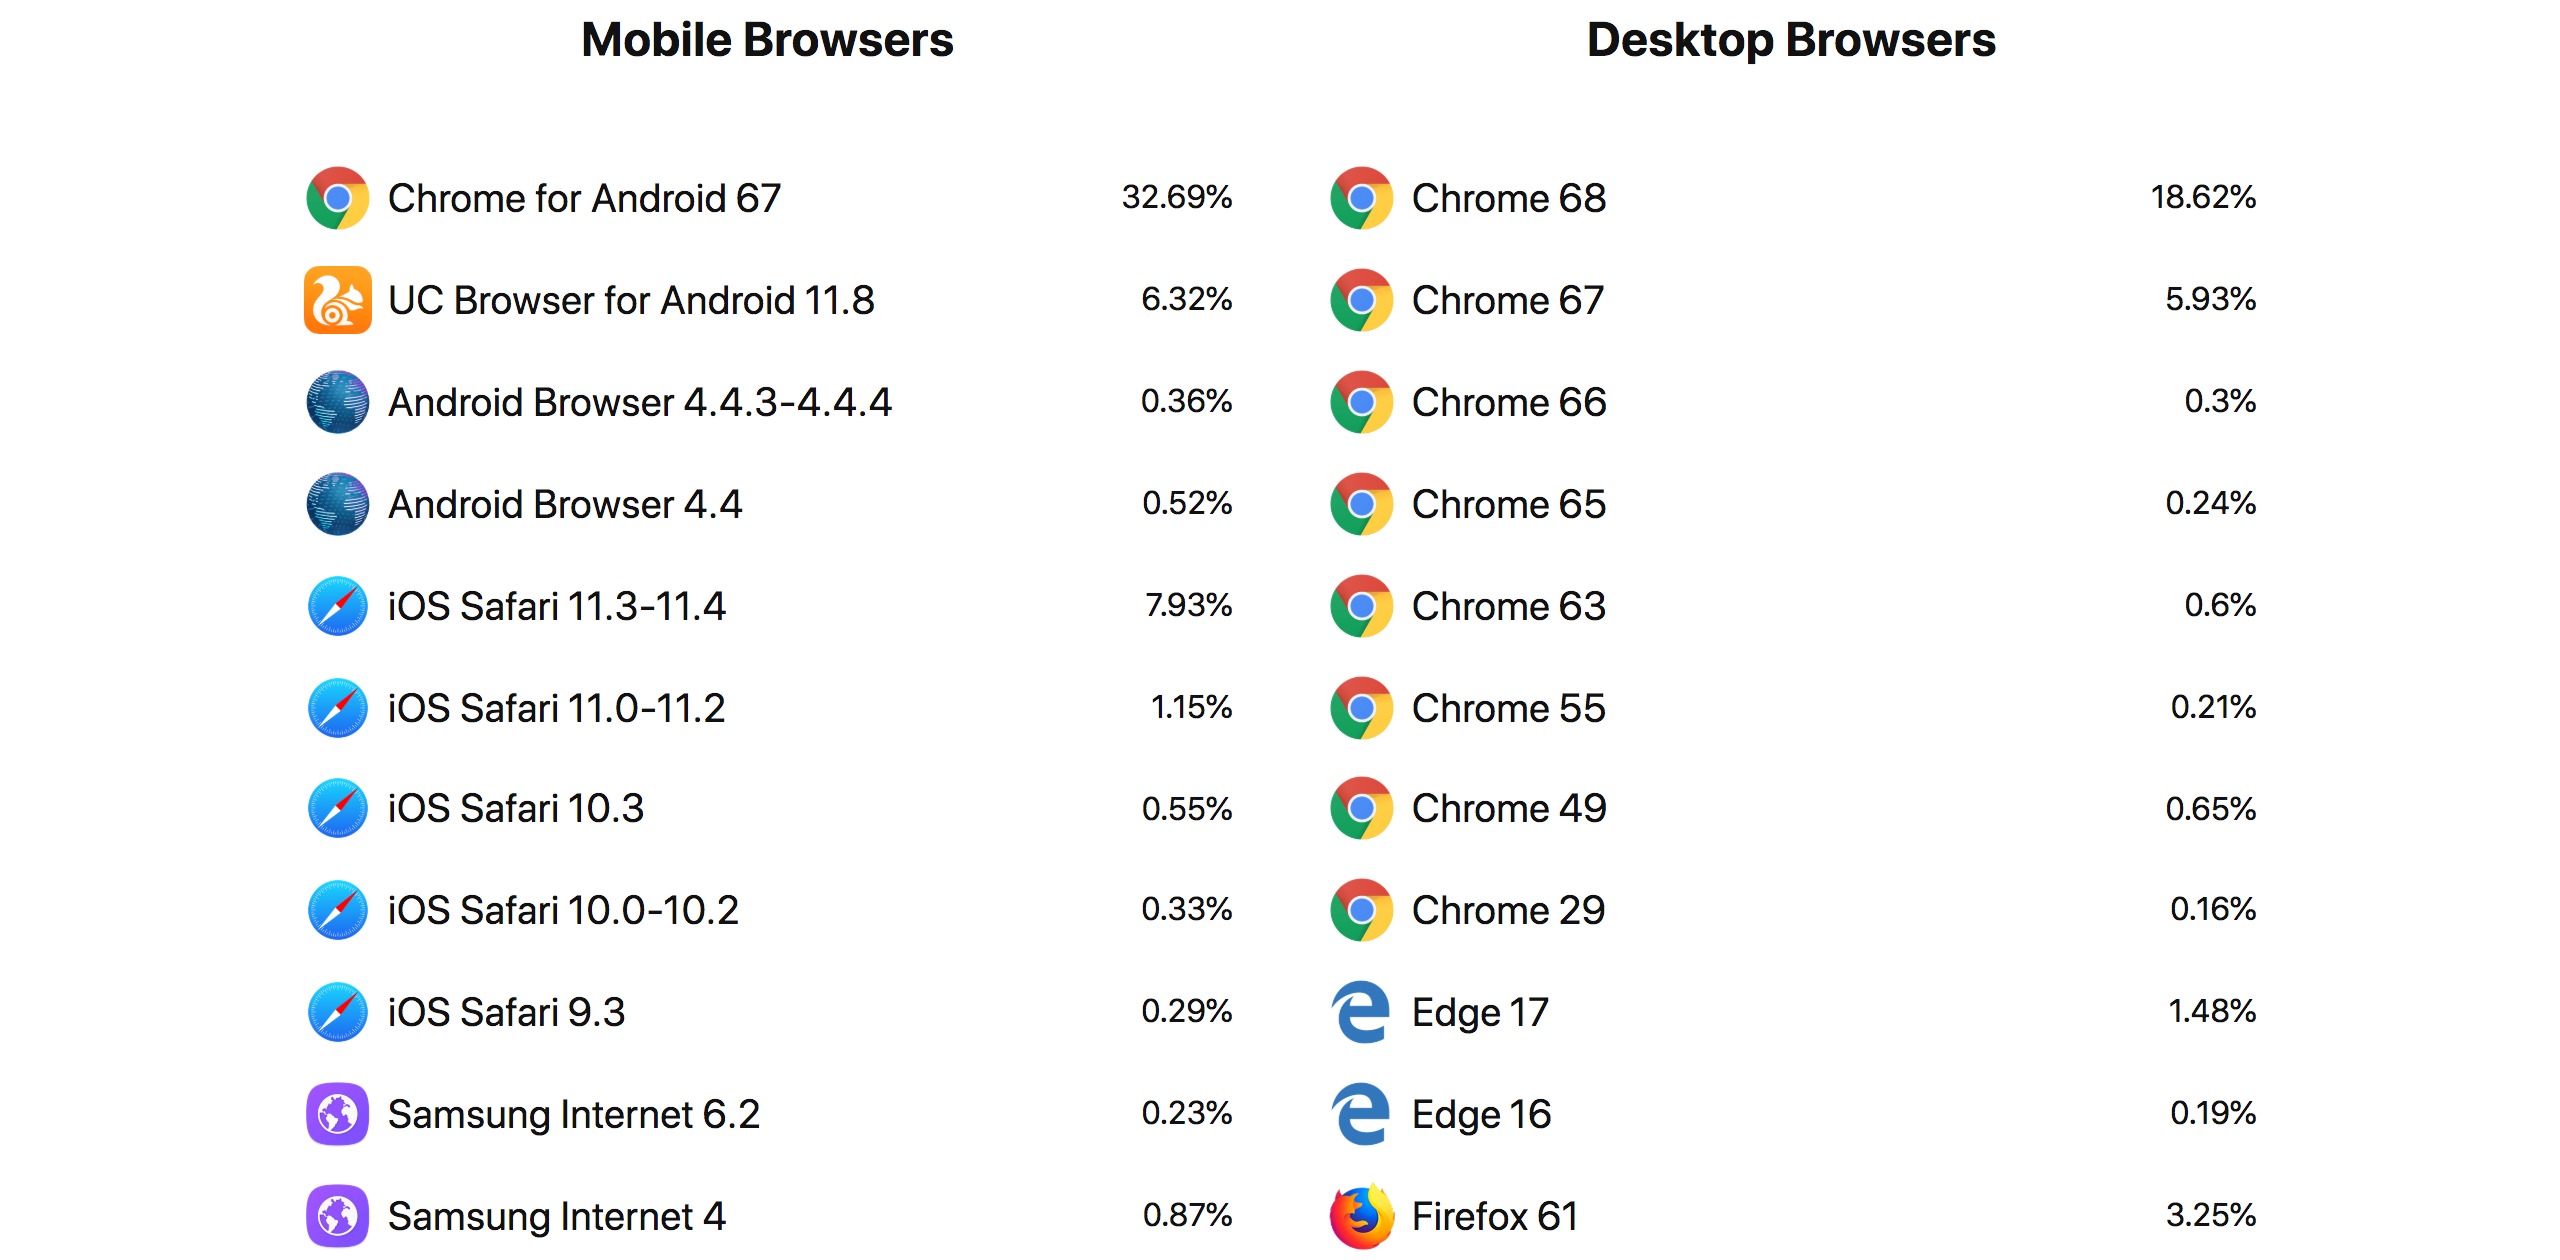 Mobile Browsers
Chrome for Android 67 32.69%
UC Browser for Android 11.8 6.32%
Android Browser 4.4.3-4.4.4 0.36%
Android Browser 4.4 0.52%
iOS Safari 11.3-11.4 7.93%
iOS Safari 11.0-11.2 1.15%
iOS Safari 10.3 0.55%
iOS Safari 10.0-10.2 0.33%
iOS Safari 9.3 0.29%
Samsung Internet 6.2 0.23%
Samsung Internet 4 0.87%
Desktop Browsers
Chrome 68 18.62%
Chrome 67 5.93%
Chrome 66 0.3%
Chrome 65 0.24%
Chrome 63 0.6%
Chrome 55 0.21%
Chrome 49 0.65%
Chrome 29 0.16%
Edge 17 1.48%
Edge 16 0.19%
Firefox 61 3.25%